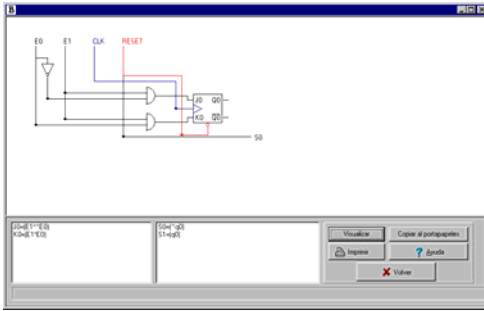 B
E0 E1 CLK RESET
J0 Q0
K0 Q0
S0
J0=(E1*^E0)
K0=(E1*E0)
S0=(^q0)
S1=(q0)
Visualizar Copiar al portapapeles
Imprimir ? Ayuda
Volver